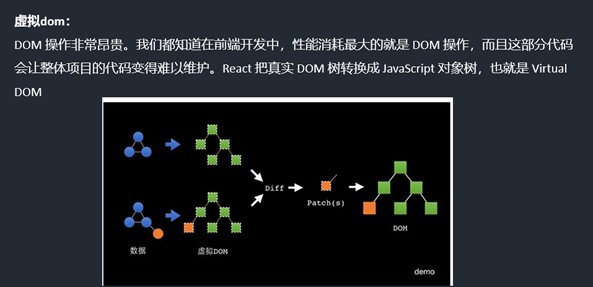 虚拟dom：
DOM 操作非常昂贵。我们都知道在前端开发中，性能消耗最大的就是 DOM 操作，而且这部分代码
会让整体项目的代码变得难以维护。React 把真实 DOM 树转换成 JavaScript 对象树，也就是 Virtual
DOM
Diff
Patch(s)
DOM
数据
虚拟DOM
demo